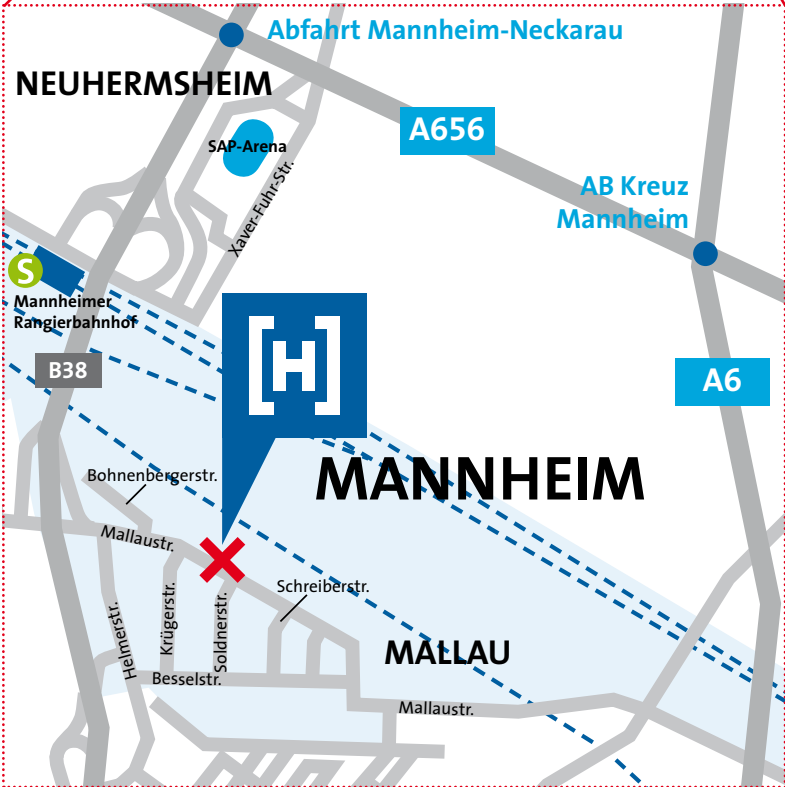 Abfahrt Mannheim-Neckarau
NEUHERMSHEIM
A656
SAP-Arena
Xaver-Fuhr-Str.
AB Kreuz
Mannheim
S
Mannheimer
Rangierbahnhof
B38
[H]
A6
MANNHEIM
Bohnenbergerstr.
Mallaustr.
Schreiberstr.
Helmerstr.
Krügerstr.
Soldnerstr.
MALLAU
Besselstr.
Mallaustr.